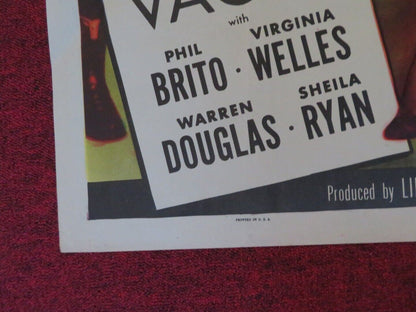 with
PHIL VIRGINIA
BRITO · WELLES
WARREN SHEILA
DOUGLAS · RYAN
Produced by
PRINTED IN U.S.A.